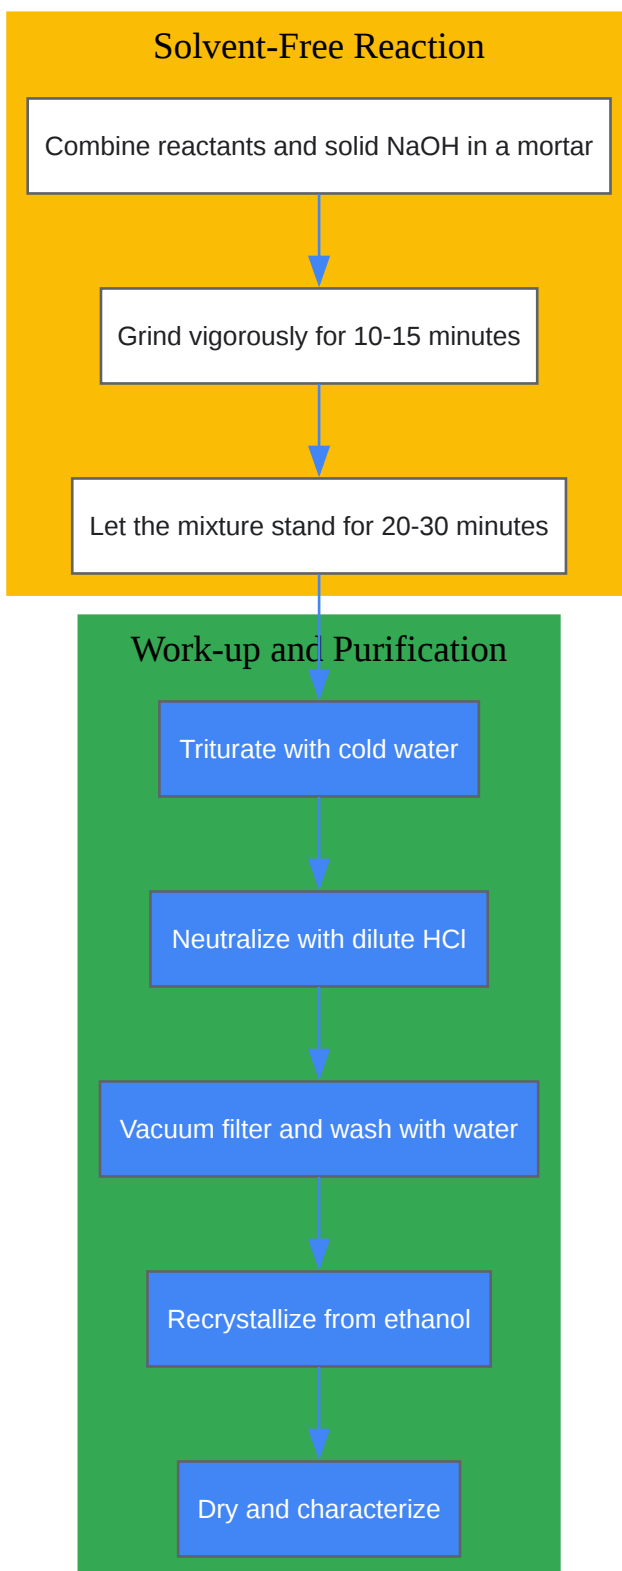 Solvent-Free Reaction
Combine reactants and solid NaOH in a mortar
Grind vigorously for 10-15 minutes
Let the mixture stand for 20-30 minutes
Work-up and Purification
Triturate with cold water
Neutralize with dilute HCl
Vacuum filter and wash with water
Recrystallize from ethanol
Dry and characterize